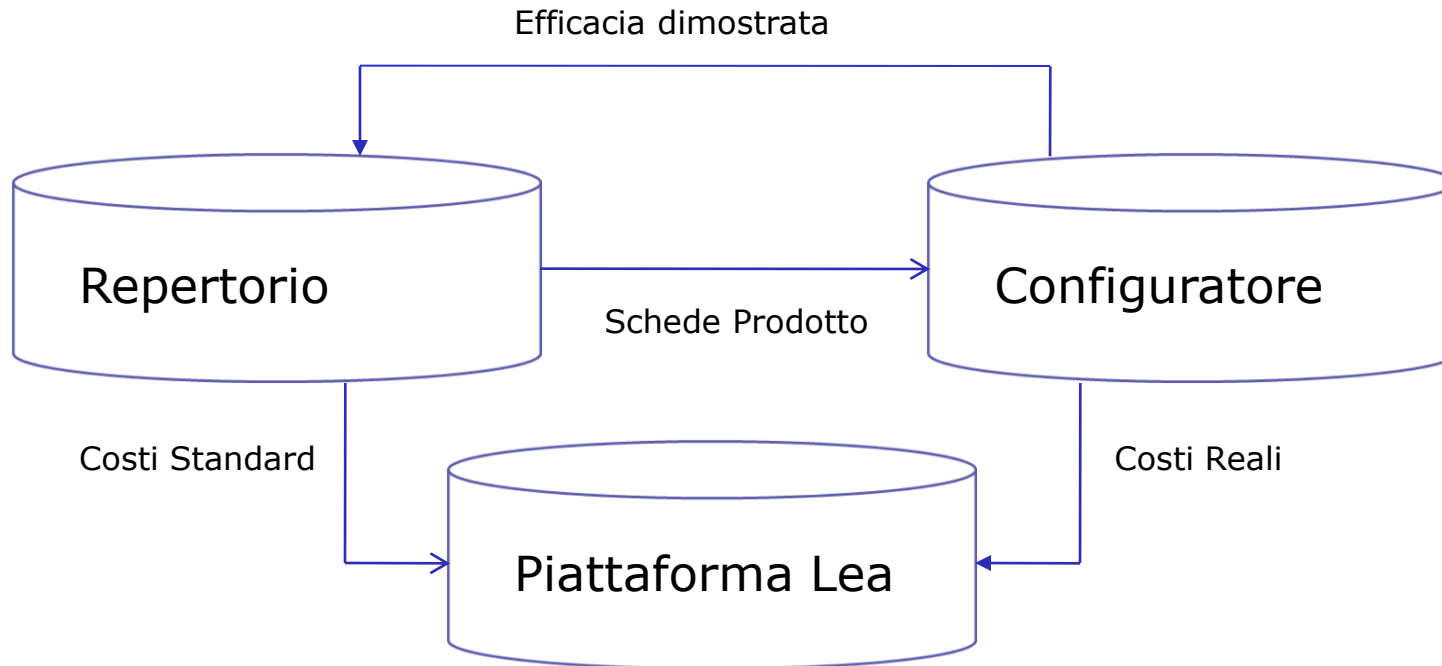 Efficacia dimostrata
Repertorio
Configuratore
Schede Prodotto
Costi Standard
Costi Reali
Piattaforma Lea